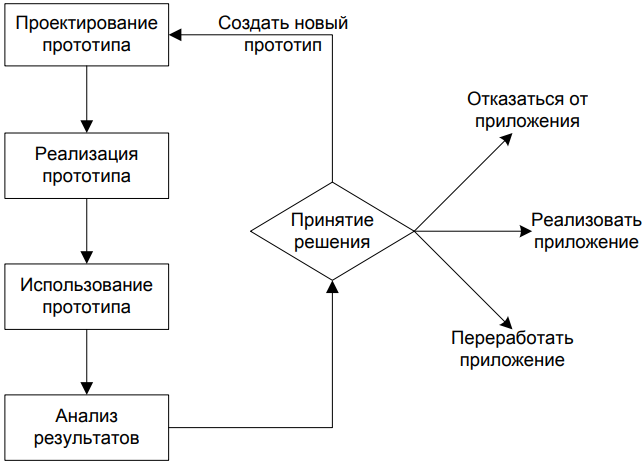 Проектирование
прототипа
Создать новый
прототип
Отказаться от
приложения
Реализация
прототипа
Принятие
решения
Реализовать
приложение
Использование
прототипа
Переработать
приложение
Анализ
результатов